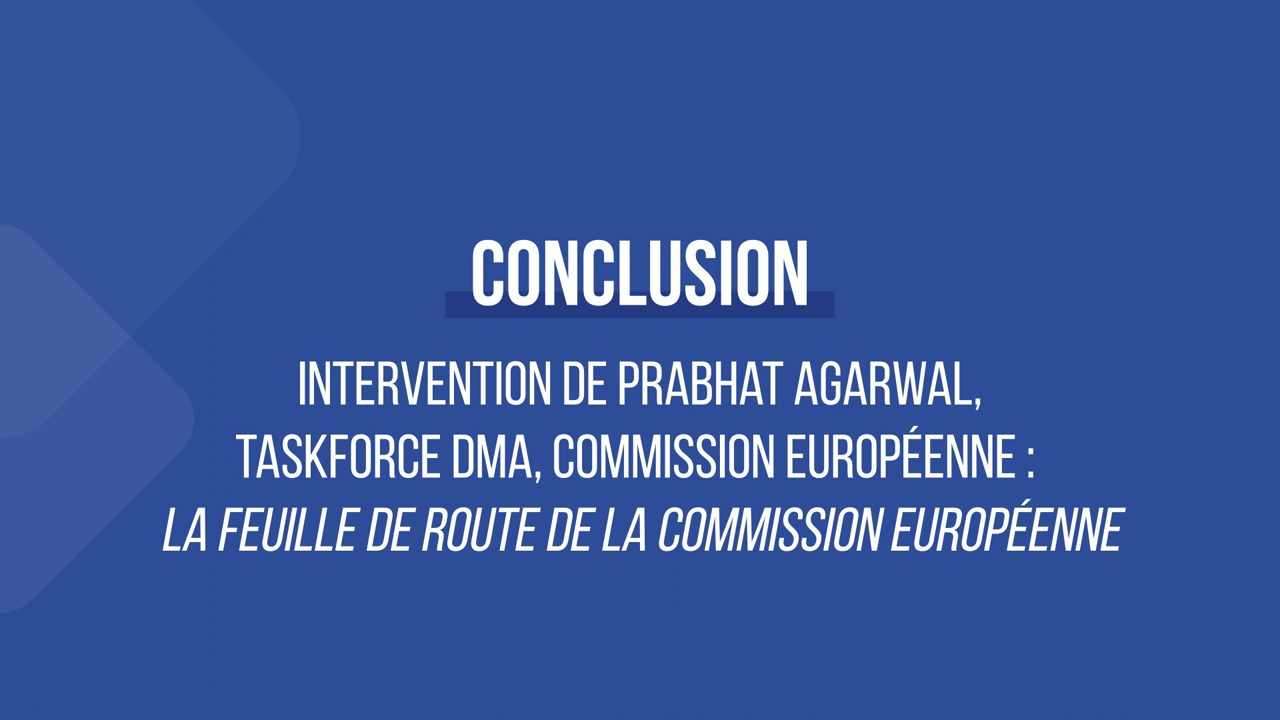 CONCLUSION
INTERVENTION DE PRABHAT AGARWAL,
TASKFORCE DMA, COMMISSION EUROPÉENNE :
LA FEUILLE DE ROUTE DE LA COMMISSION EUROPÉENNE